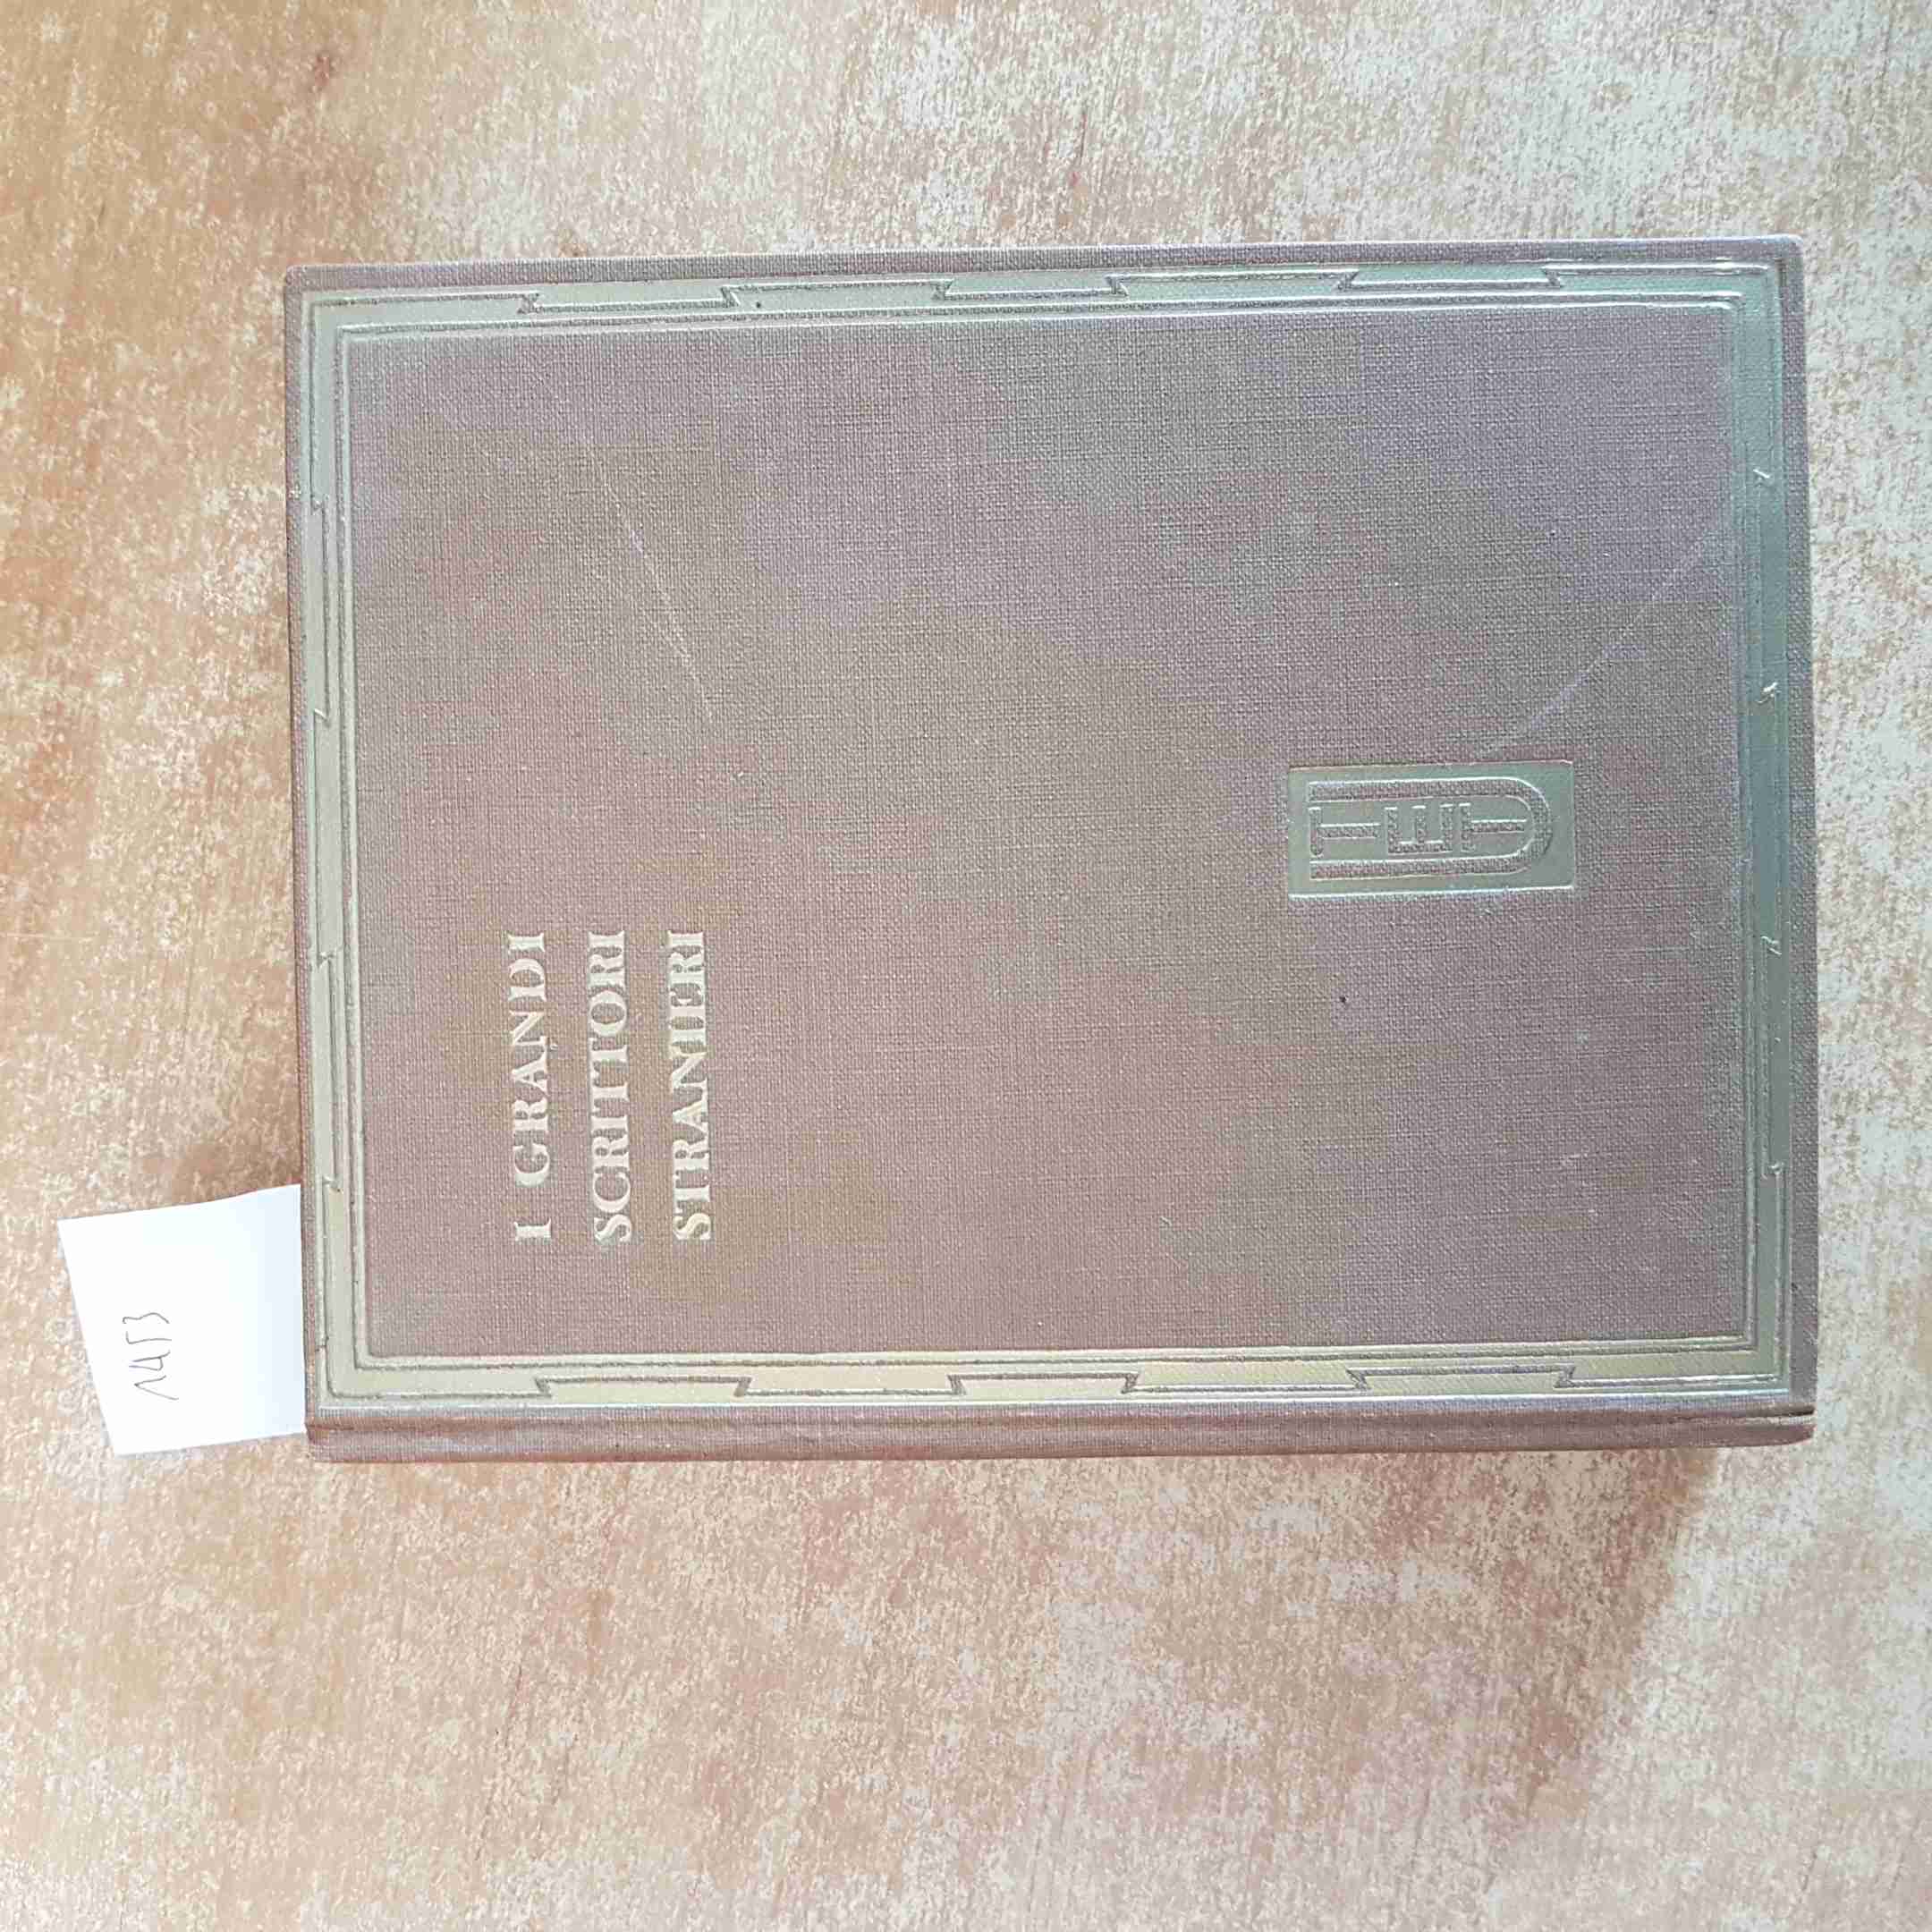 I GRANDI
SCRITTORI
STRANIERI
1453